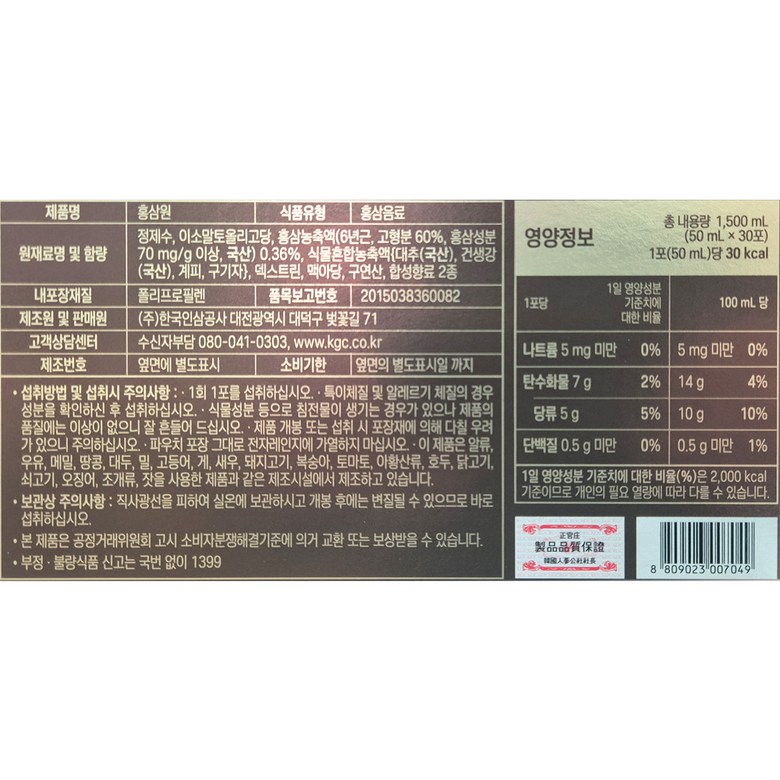 제품명 홍삼원 식품유형 홍삼음료
원재료명 및 함량 정제수, 이소말토올리고당, 홍삼농축액(6년근, 고형분 60%, 홍삼성분
70 mg/g 이상, 국산) 0.36%, 식물혼합농축액{대추(국산), 건생강
(국산), 계피, 구기자}, 덱스트린, 맥아당, 구연산, 합성향료 2종
내포장재질 폴리프로필렌 품목보고번호 2015038360082
제조원 및 판매원 (주)한국인삼공사 대전광역시 대덕구 벚꽃길 71
고객상담센터 수신자부담 080-041-0303, www.kgc.co.kr
제조번호 옆면에 별도표시 소비기한 옆면의 별도표시일 까지
• 섭취방법 및 섭취시 주의사항 : · 1회 1포를 섭취하십시오. · 특이체질 및 알레르기 체질의 경우
성분을 확인하신 후 섭취하십시오. · 식물성분 등으로 침전물이 생기는 경우가 있으나 제품의
품질에는 이상이 없으니 잘 흔들어 드십시오. · 제품 개봉 또는 섭취 시 포장재에 의해 다칠 우려
가 있으니 주의하십시오. · 파우치 포장 그대로 전자레인지에 가열하지 마십시오. · 이 제품은 알류,
우유, 메밀, 땅콩, 대두, 밀, 고등어, 게, 새우, 돼지고기, 복숭아, 토마토, 아황산류, 호두, 닭고기,
쇠고기, 오징어, 조개류, 잣을 사용한 제품과 같은 제조시설에서 제조하고 있습니다.
• 보관상 주의사항 : 직사광선을 피하여 실온에 보관하시고 개봉 후에는 변질될 수 있으므로 바로
섭취하십시오.
• 본 제품은 공정거래위원회 고시 소비자분쟁해결기준에 의거 교환 또는 보상받을 수 있습니다.
• 부정 · 불량식품 신고는 국번 없이 1399
영양정보
총 내용량 1,500 mL
(50 mL × 30포)
1포(50 mL)당 30 kcal
1포당 1일 영양성분 기준치에 대한 비율 100 mL 당
나트륨 5 mg 미만 0% 5 mg 미만 0%
탄수화물 7 g 2% 14 g 4%
당류 5 g 5% 10 g 10%
단백질 0.5 g 미만 0% 0.5 g 미만 1%
1일 영양성분 기준치에 대한 비율(%)은 2,000 kcal
기준이므로 개인의 필요 열량에 따라 다를 수 있습니다.
正官庄
製品品質保證
韓國人蔘公社社長
8 809023 007049